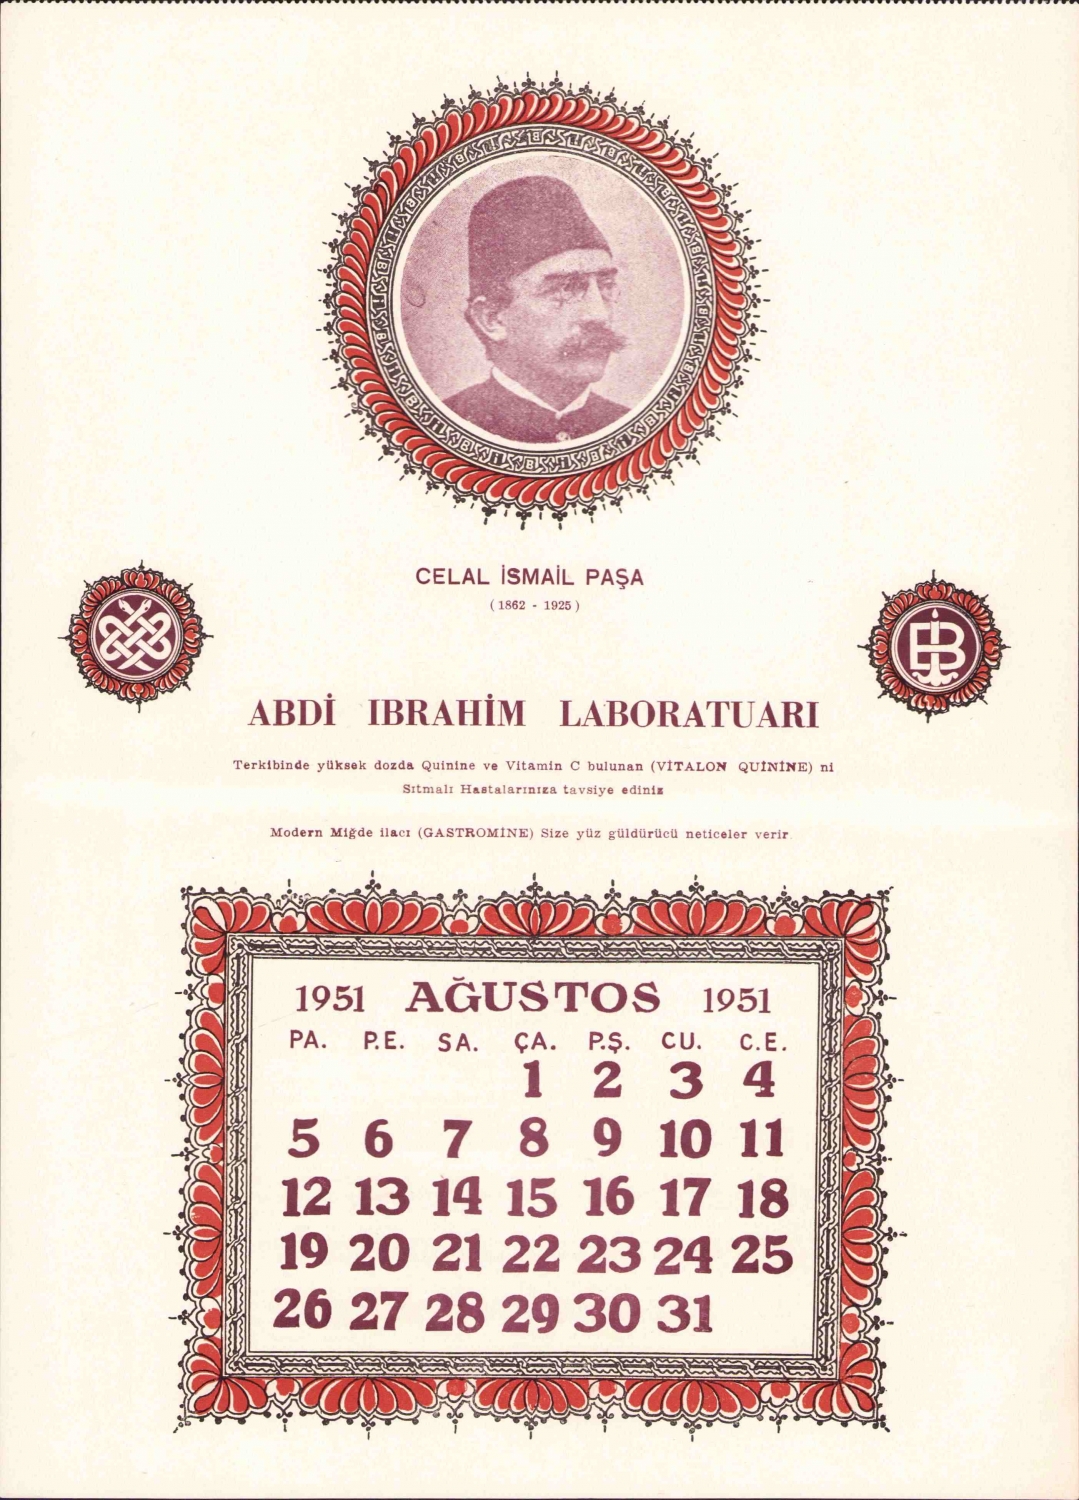 CELAL İSMAİL PAŞA
(1862 - 1925)
ABDİ IBRAHİM LABORATUARI
Terkibinde yüksek dozda Quinine ve Vitamin C bulunan (VİTALON QUİNİNE) ni
Sıtmalı Hastalarınıza tavsiye ediniz
Modern Miğde ilacı (GASTROMİNE) Size yüz güldürücü neticeler verir.
1951 AĞUSTOS 1951
PA. P.E. SA. ÇA. P.Ş. CU. C.E.
1 2 3 4
5 6 7 8 9 10 11
12 13 14 15 16 17 18
19 20 21 22 23 24 25
26 27 28 29 30 31